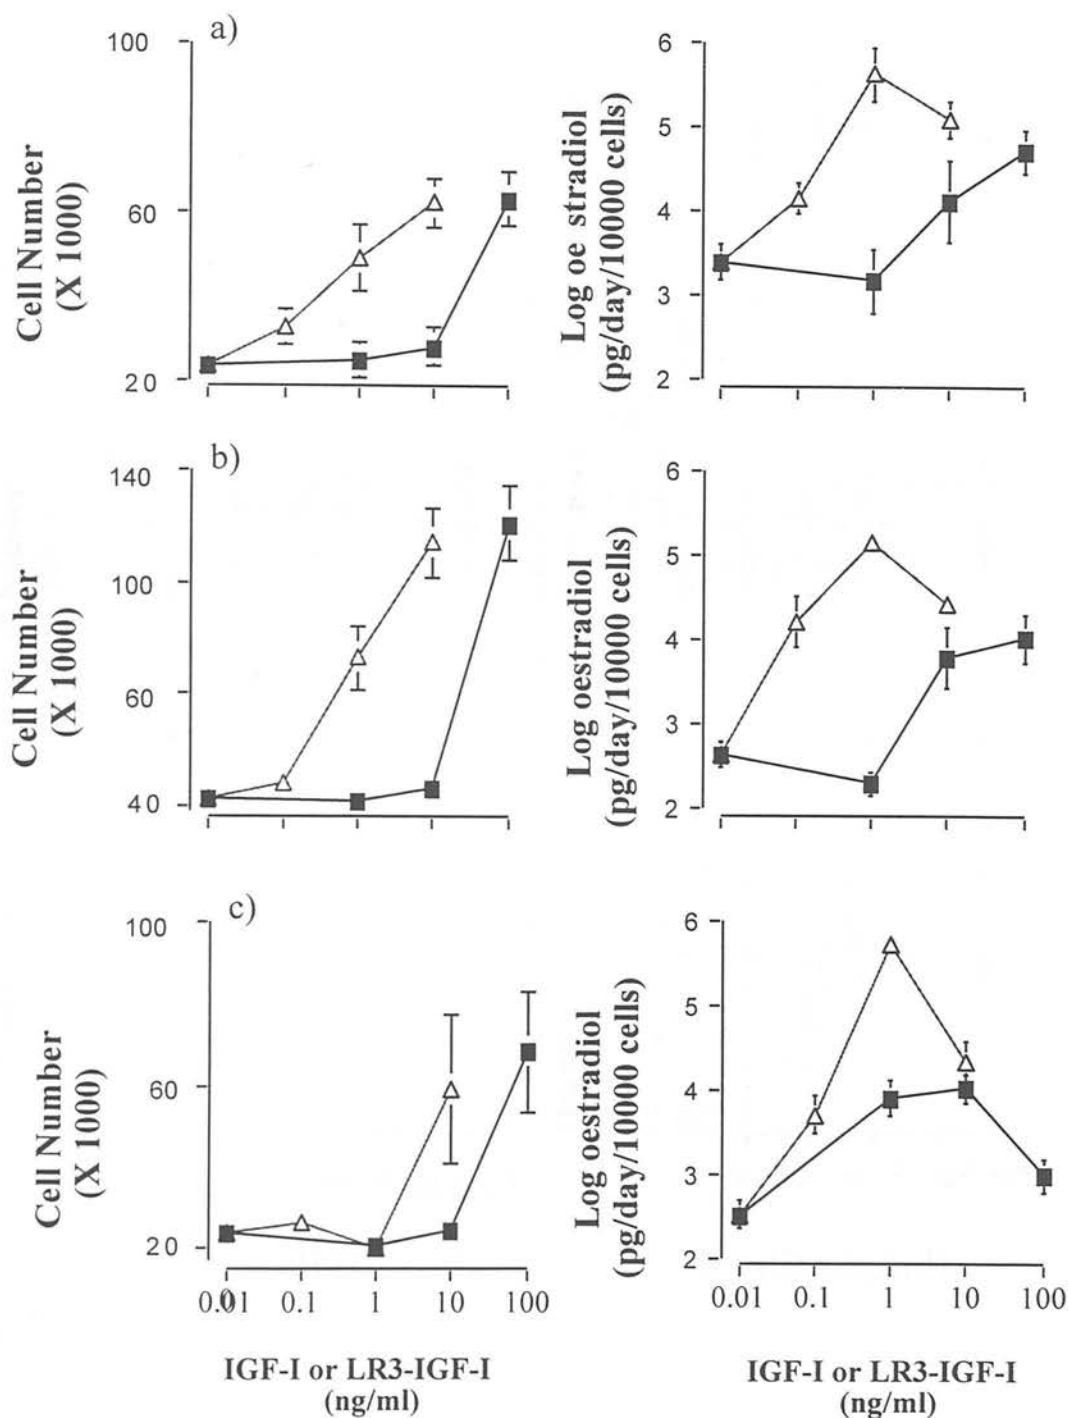 a)
100
60
20
Cell Number
(X 1000)
6
5
4
3
2
Log oe stradiol
(pg/day/10000 cells)
b)
140
100
60
40
Cell Number
(X 1000)
6
5
4
3
2
Log oestradiol
(pg/day/10000 cells)
c)
100
60
20
Cell Number
(X 1000)
0.01 0.1 1 10 100
IGF-I or LR3-IGF-I
(ng/ml)
6
5
4
3
2
Log oestradiol
(pg/day/10000 cells)
0.01 0.1 1 10 100
IGF-I or LR3-IGF-I
(ng/ml)